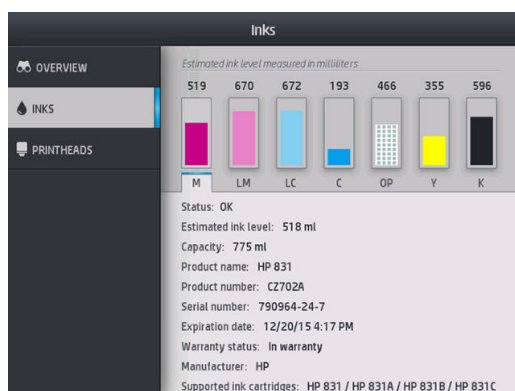 Inks
OVERVIEW
INKS
PRINTHEADS
Estimated ink level measured in milliliters
519 670 672 193 466 355 596
M LM LC C OP Y K
Status: OK
Estimated ink level: 518 ml
Capacity: 775 ml
Product name: HP 831
Product number: CZ702A
Serial number: 790964-24-7
Expiration date: 12/20/15 4:17 PM
Warranty status: In warranty
Manufacturer: HP
Supported ink cartridges: HP 831 / HP 831A / HP 831B / HP 831C